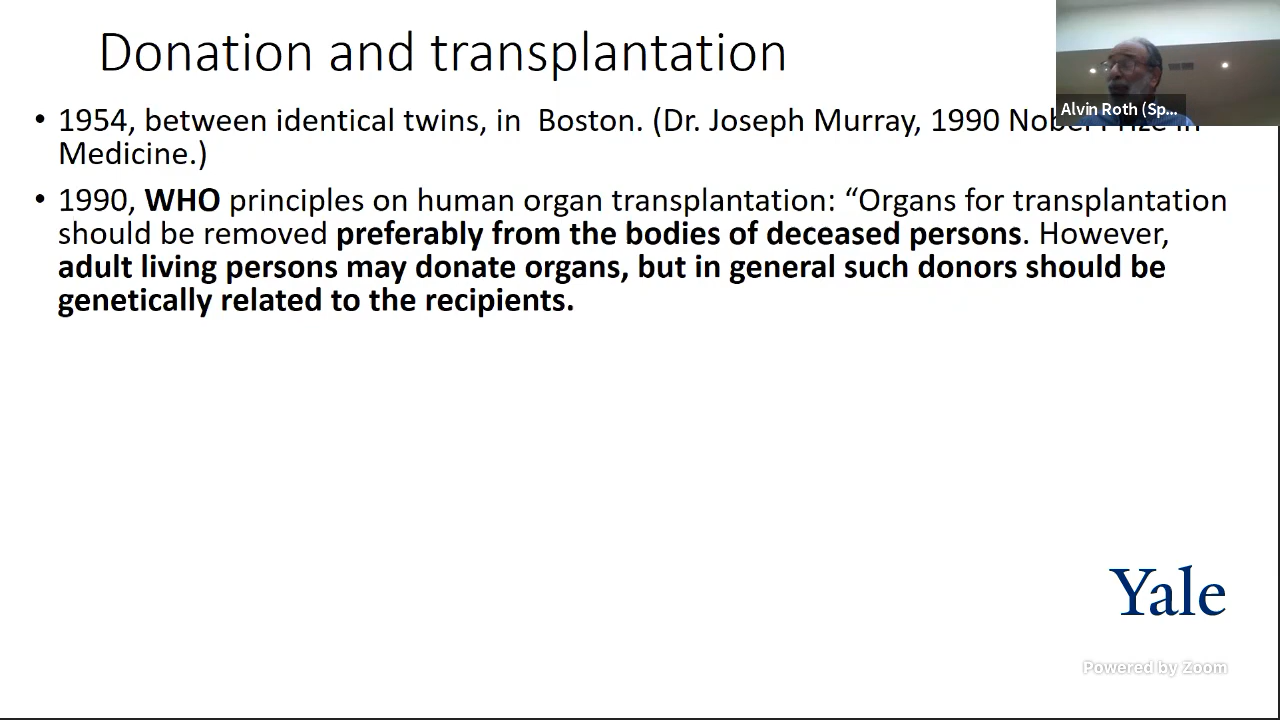 Donation and transplantation
Alvin Roth (Sp...
• 1954, between identical twins, in Boston. (Dr. Joseph Murray, 1990 Nobel Prize in
Medicine.)
• 1990, WHO principles on human organ transplantation: “Organs for transplantation
should be removed preferably from the bodies of deceased persons. However,
adult living persons may donate organs, but in general such donors should be
genetically related to the recipients.
Yale
Powered by Zoom